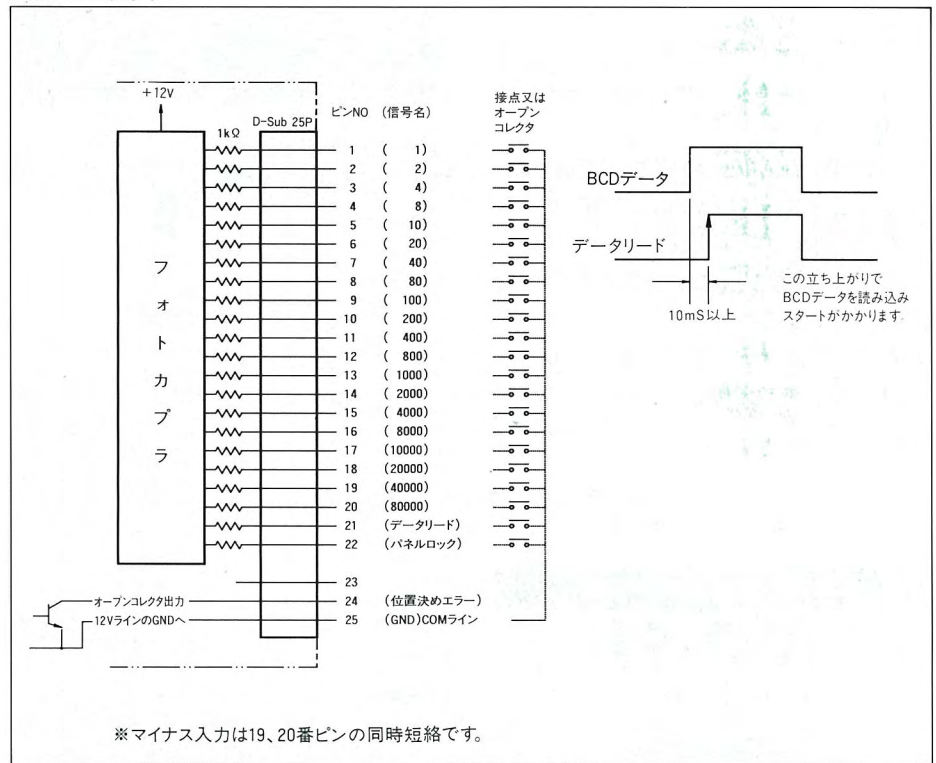 +12V
1kΩ
D-Sub 25P
ピンNO (信号名)
接点又は
オープン
コレクタ
フォトカプラ
1 ( 1)
2 ( 2)
3 ( 4)
4 ( 8)
5 ( 10)
6 ( 20)
7 ( 40)
8 ( 80)
9 ( 100)
10 ( 200)
11 ( 400)
12 ( 800)
13 ( 1000)
14 ( 2000)
15 ( 4000)
16 ( 8000)
17 (10000)
18 (20000)
19 (40000)
20 (80000)
21 (データリード)
22 (パネルロック)
23
オープンコレクタ出力 24 (位置決めエラー)
12VラインのGNDへ 25 (GND)COMライン
BCDデータ
データリード
10mS以上
この立ち上がりで
BCDデータを読み込み
スタートがかかります.
※マイナス入力は19、20番ピンの同時短絡です。